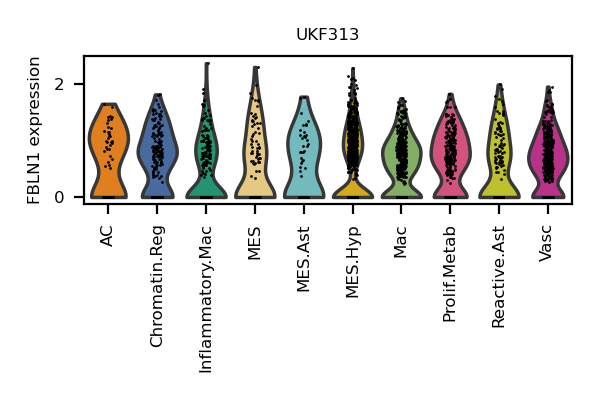 UKF313
FBLN1 expression
2
0
AC
Chromatin.Reg
Inflammatory.Mac
MES
MES.Ast
MES.Hyp
Mac
Prolif.Metab
Reactive.Ast
Vasc